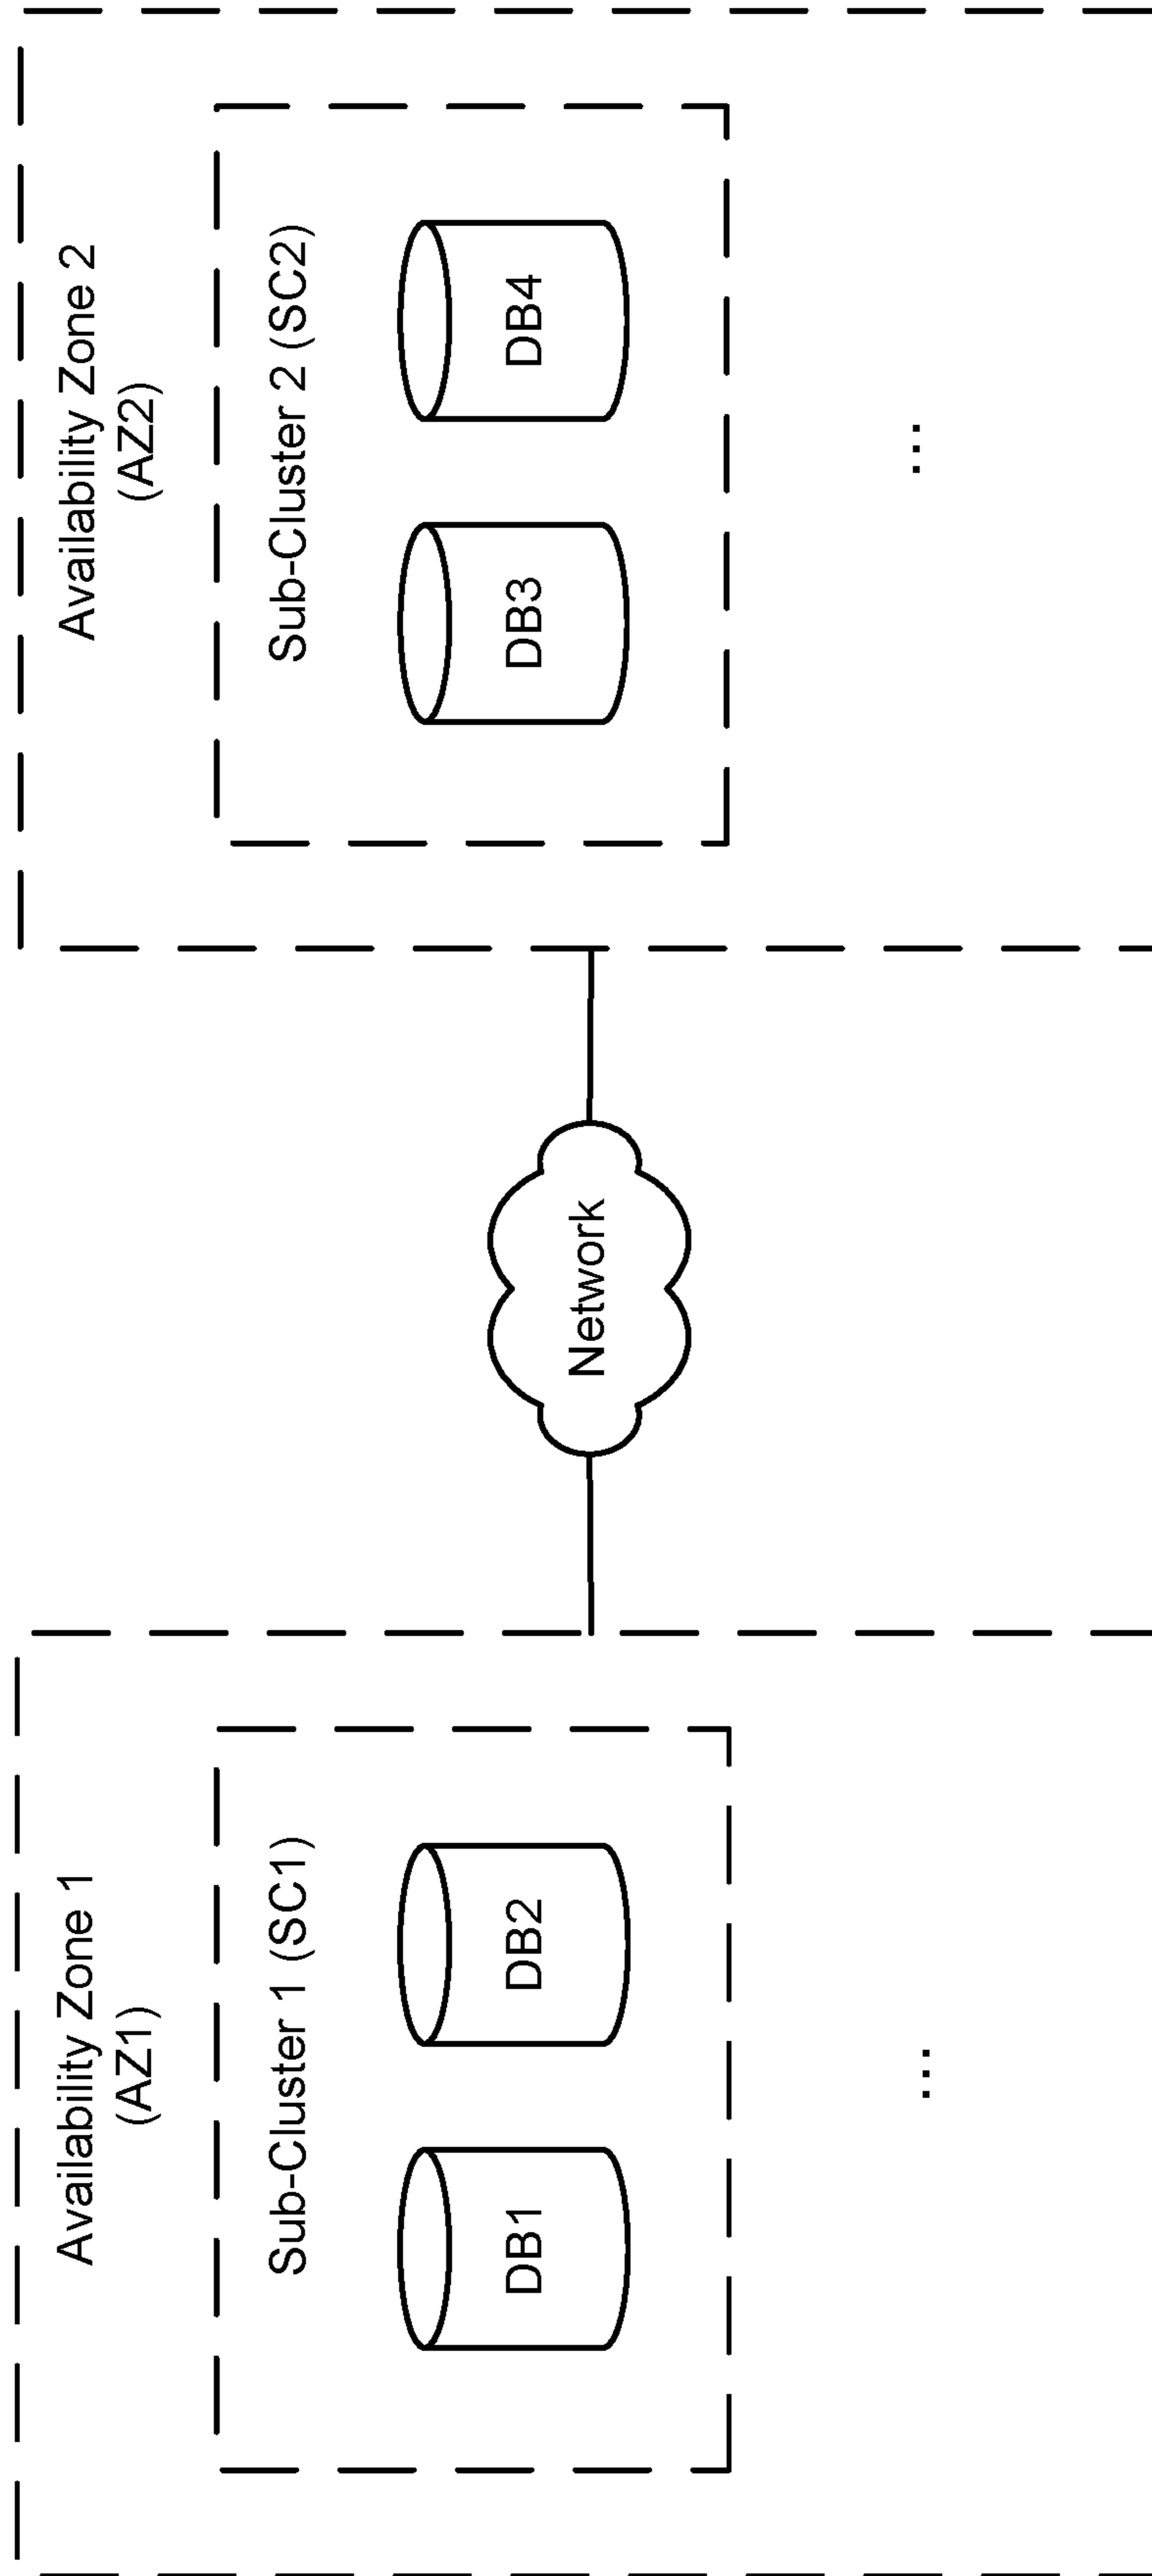 Availability Zone 1
(AZ1)
Sub-Cluster 1 (SC1)
DB1
DB2
...
Network
Availability Zone 2
(AZ2)
Sub-Cluster 2 (SC2)
DB3
DB4
...